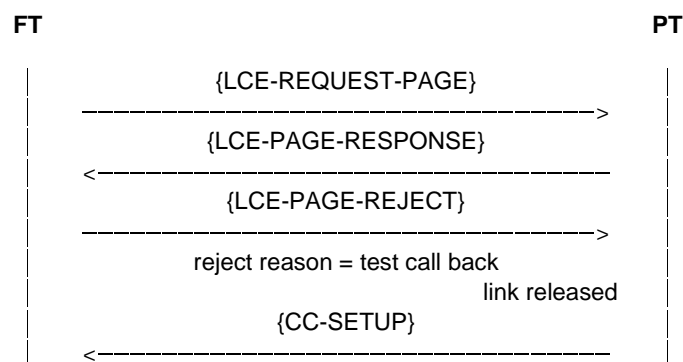 FT PT
{LCE-REQUEST-PAGE}
{LCE-PAGE-RESPONSE}
{LCE-PAGE-REJECT}
reject reason = test call back
link released
{CC-SETUP}